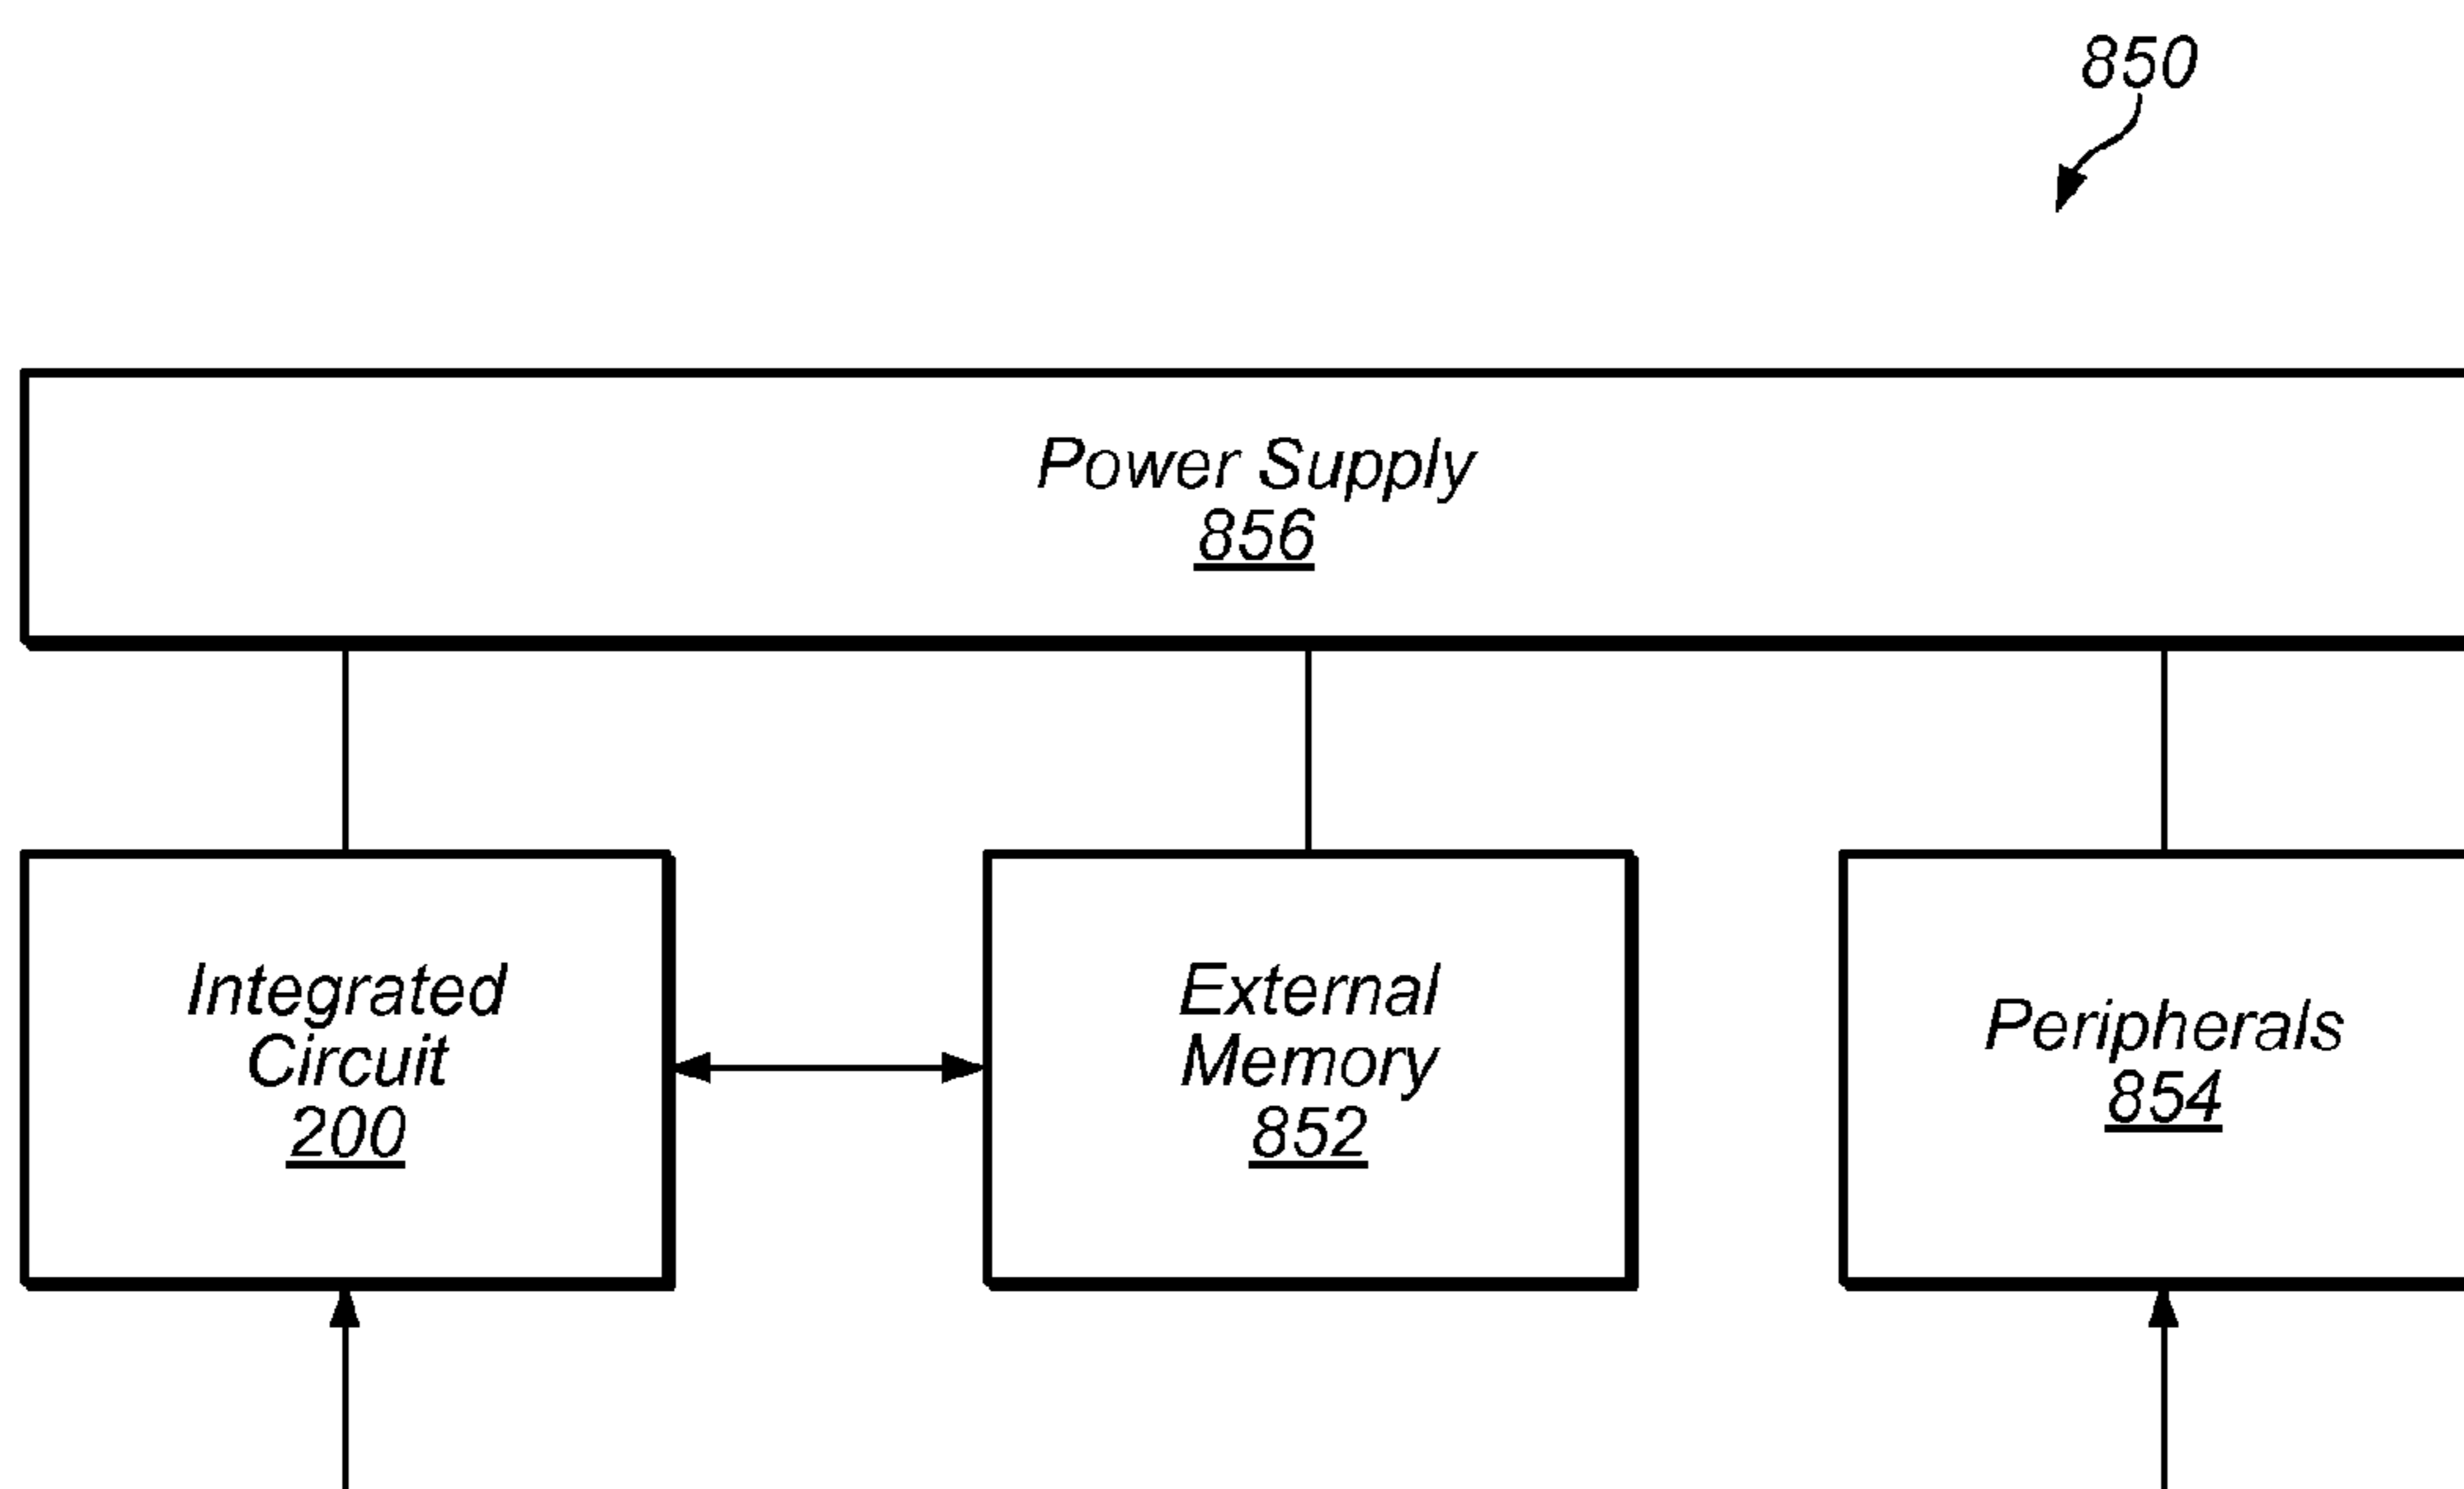 850
Power Supply
856
Integrated
Circuit
200
External
Memory
852
Peripherals
854